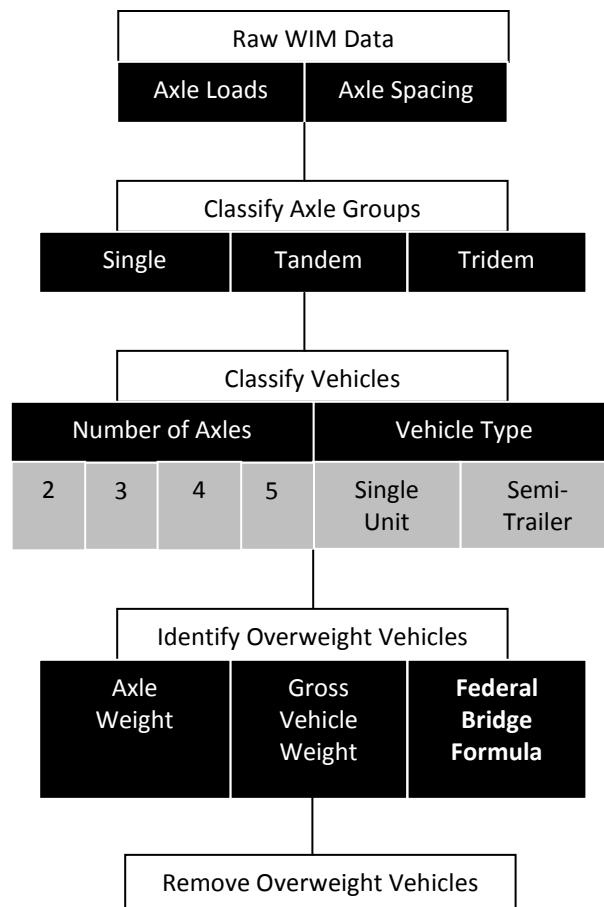 Raw WIM Data
Axle Loads Axle Spacing
Classify Axle Groups
Single Tandem Tridem
Classify Vehicles
Number of Axles Vehicle Type
2 3 4 5 Single Semi-
Unit Trailer
Identify Overweight Vehicles
Axle Gross Federal
Weight Vehicle Bridge
Weight Formula
Remove Overweight Vehicles